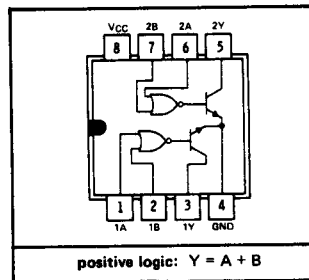 VCC 2B 2A 2Y
8 7 6 5
1 2 3 4
1A 1B 1Y GND
positive logic: Y = A + B